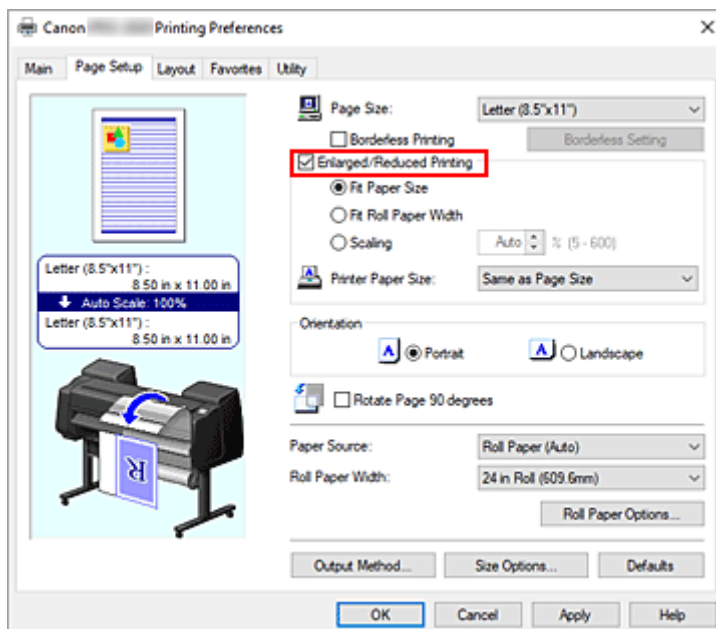 Canon Printing Preferences
Main Page Setup Layout Favorites Utility
Page Size: Letter (8.5"x11")
Borderless Printing Borderless Setting
Enlarged/Reduced Printing
Fit Paper Size
Fit Roll Paper Width
Scaling Auto % (5 - 600)
Printer Paper Size: Same as Page Size
Letter (8.5"x11") :
8.50 in x 11.00 in
Auto Scale: 100%
Letter (8.5"x11") :
8.50 in x 11.00 in
Orientation
A Portrait A Landscape
Rotate Page 90 degrees
Paper Source: Roll Paper (Auto)
Roll Paper Width: 24 in Roll (609.6mm)
Roll Paper Options...
R
Output Method... Size Options... Defaults
OK Cancel Apply Help